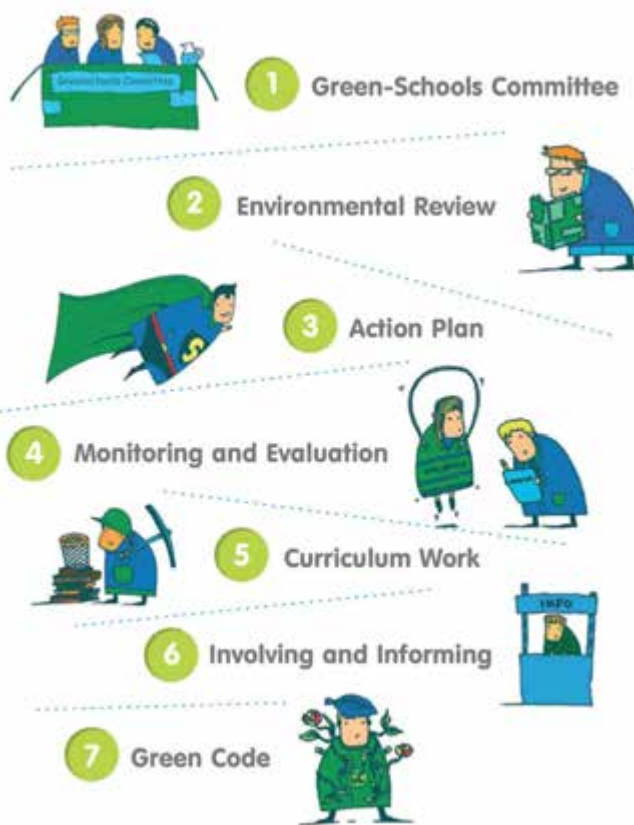 Green-Schools Committee
1 Green-Schools Committee
2 Environmental Review
3 Action Plan
S
4 Monitoring and Evaluation
5 Curriculum Work
INFO
6 Involving and Informing
7 Green Code